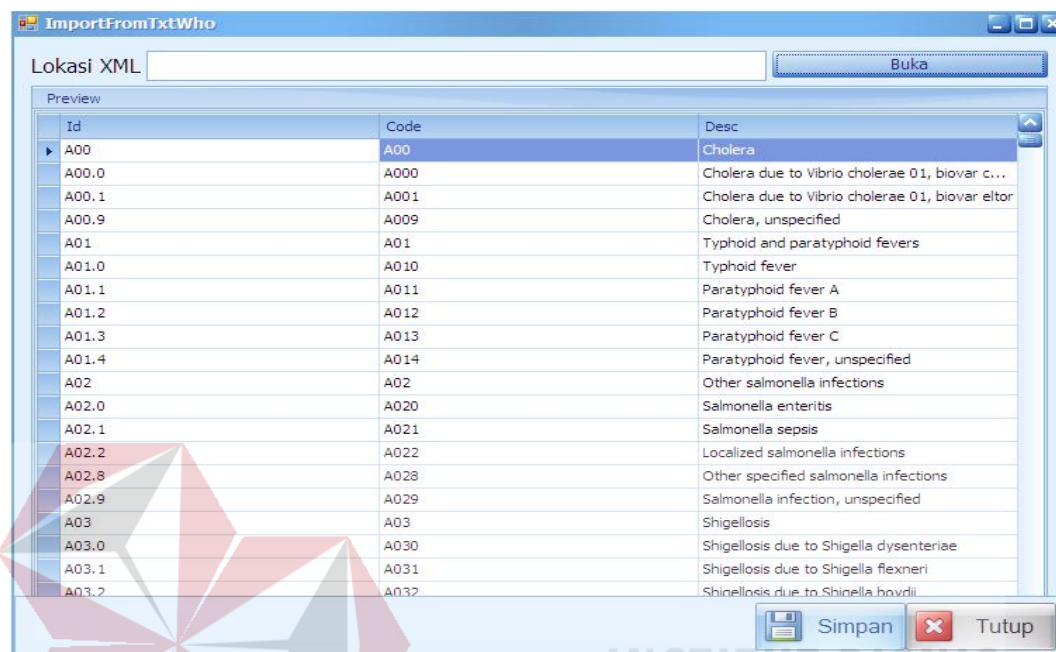 ImportFromTxtWho
Lokasi XML Buka
Preview
Id Code Desc
A00 A00 Cholera
A00.0 A000 Cholera due to Vibrio cholerae 01, biovar c...
A00.1 A001 Cholera due to Vibrio cholerae 01, biovar eltor
A00.9 A009 Cholera, unspecified
A01 A01 Typhoid and paratyphoid fevers
A01.0 A010 Typhoid fever
A01.1 A011 Paratyphoid fever A
A01.2 A012 Paratyphoid fever B
A01.3 A013 Paratyphoid fever C
A01.4 A014 Paratyphoid fever, unspecified
A02 A02 Other salmonella infections
A02.0 A020 Salmonella enteritis
A02.1 A021 Salmonella sepsis
A02.2 A022 Localized salmonella infections
A02.8 A028 Other specified salmonella infections
A02.9 A029 Salmonella infection, unspecified
A03 A03 Shigellosis
A03.0 A030 Shigellosis due to Shigella dysenteriae
A03.1 A031 Shigellosis due to Shigella flexneri
A03.2 A032 Shigellosis due to Shigella boydii
Simpan Tutup